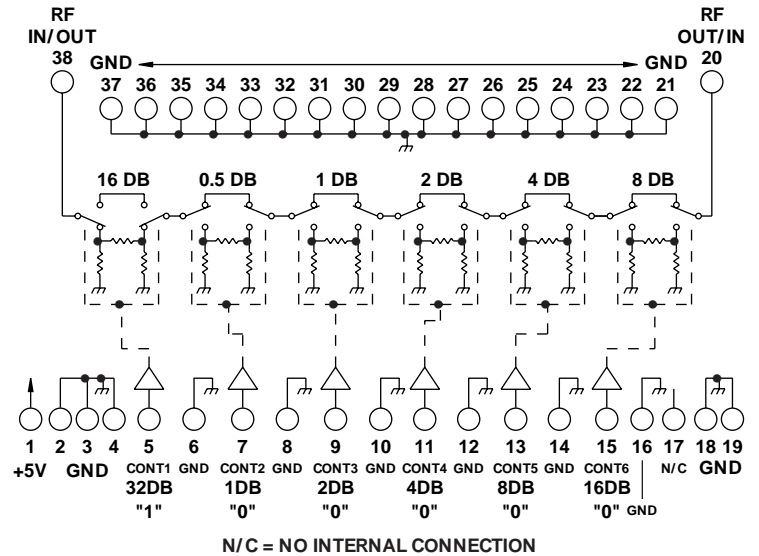 RF RF
IN/OUT OUT/IN
38 20
GND GND
37 36 35 34 33 32 31 30 29 28 27 26 25 24 23 22 21
16 DB 0.5 DB 1 DB 2 DB 4 DB 8 DB
1 2 3 4 5 6 7 8 9 10 11 12 13 14 15 16 17 18 19
+5V GND CONT1 GND CONT2 GND CONT3 GND CONT4 GND CONT5 GND CONT6 N/C GND
32DB 1DB 2DB 4DB 8DB 16DB
"1" "0" "0" "0" "0" "0" GND
N/C = NO INTERNAL CONNECTION